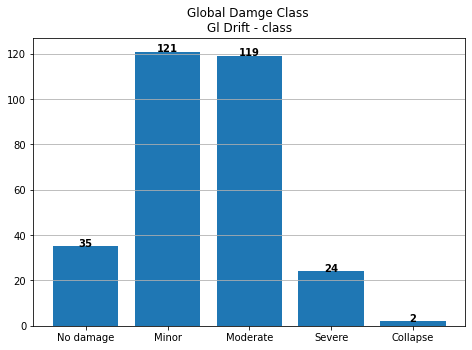 Global Damge Class
Gl Drift - class
120
100
80
60
40
20
0
35
121
119
24
2
No damage
Minor
Moderate
Severe
Collapse